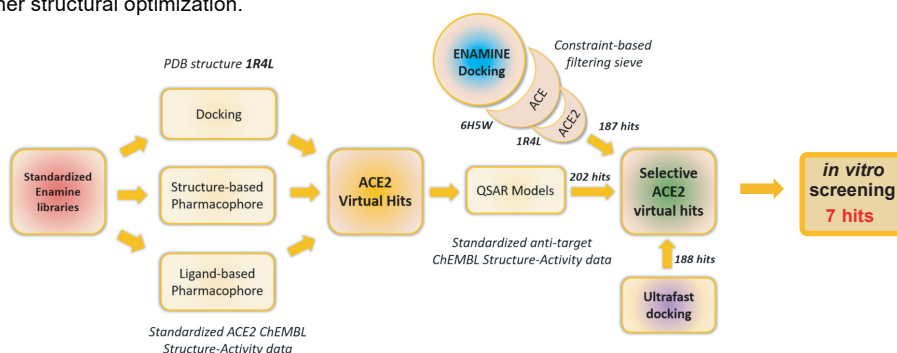 ner structural optimization.
PDB structure 1R4L
Docking
Standardized
Enamine
libraries
Structure-based
Pharmacophore
Ligand-based
Pharmacophore
Standardized ACE2 ChEMBL
Structure-Activity data
ACE2
Virtual Hits
QSAR Models
202 hits
Standardized anti-target
ChEMBL Structure-Activity data
ENAMINE
Docking
ACE
ACE2
6H5W
1R4L
Constraint-based
filtering sieve
187 hits
Selective
ACE2
virtual hits
188 hits
Ultrafast
docking
in vitro
screening
7 hits